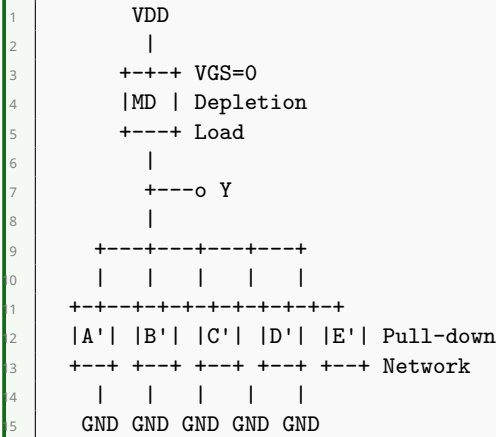 1          VDD
2           |
3         +-+-+ VGS=0
4         |MD | Depletion
5         +---+ Load
6           |
7           +---o Y
8           |
9       +---+---+---+---+
10      |   |   |   |   |
11    +-+--+-+-+-+-+-+-+-+
12    |A'| |B'| |C'| |D'| |E'| Pull-down
13    +--+ +--+ +--+ +--+ +--+ Network
14      |   |   |   |   |
15     GND GND GND GND GND